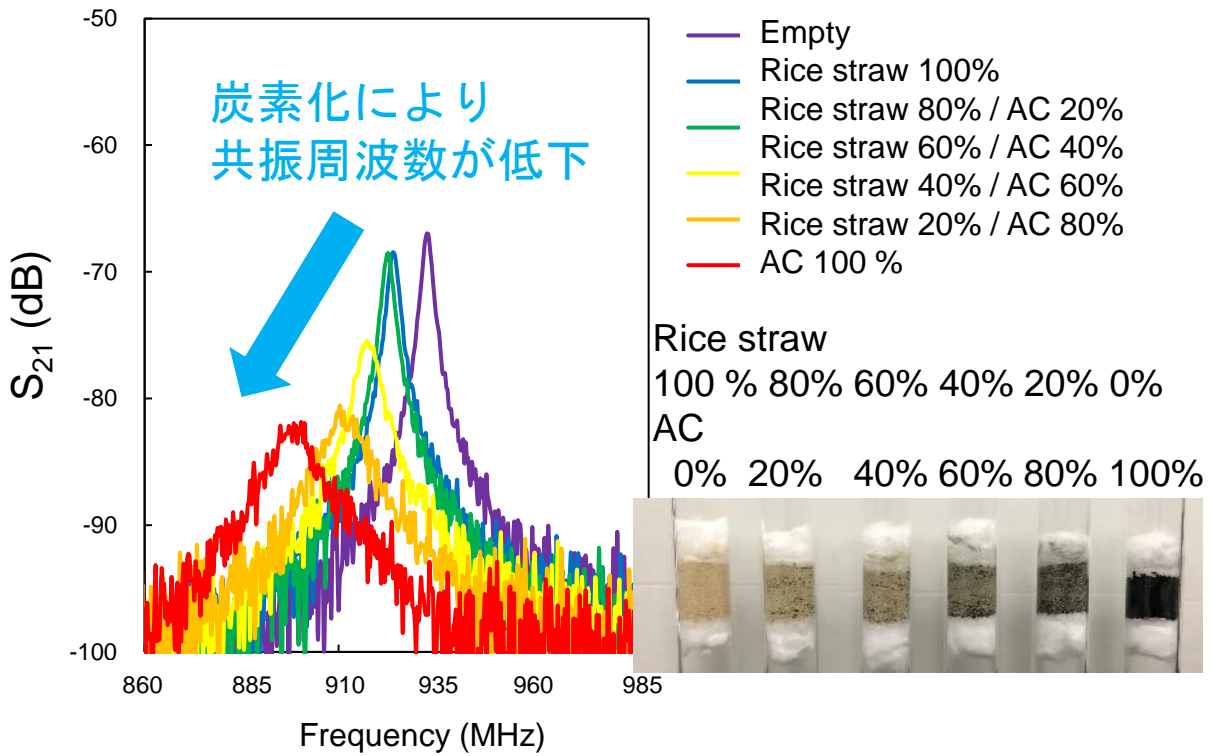 -50
-60
-70
-80
-90
-100
S21 (dB)
860
885
910
935
960
985
Frequency (MHz)
炭素化により
共振周波数が低下
Empty
Rice straw 100%
Rice straw 80% / AC 20%
Rice straw 60% / AC 40%
Rice straw 40% / AC 60%
Rice straw 20% / AC 80%
AC 100 %
Rice straw
100 % 80% 60% 40% 20% 0%
AC
0% 20% 40% 60% 80% 100%